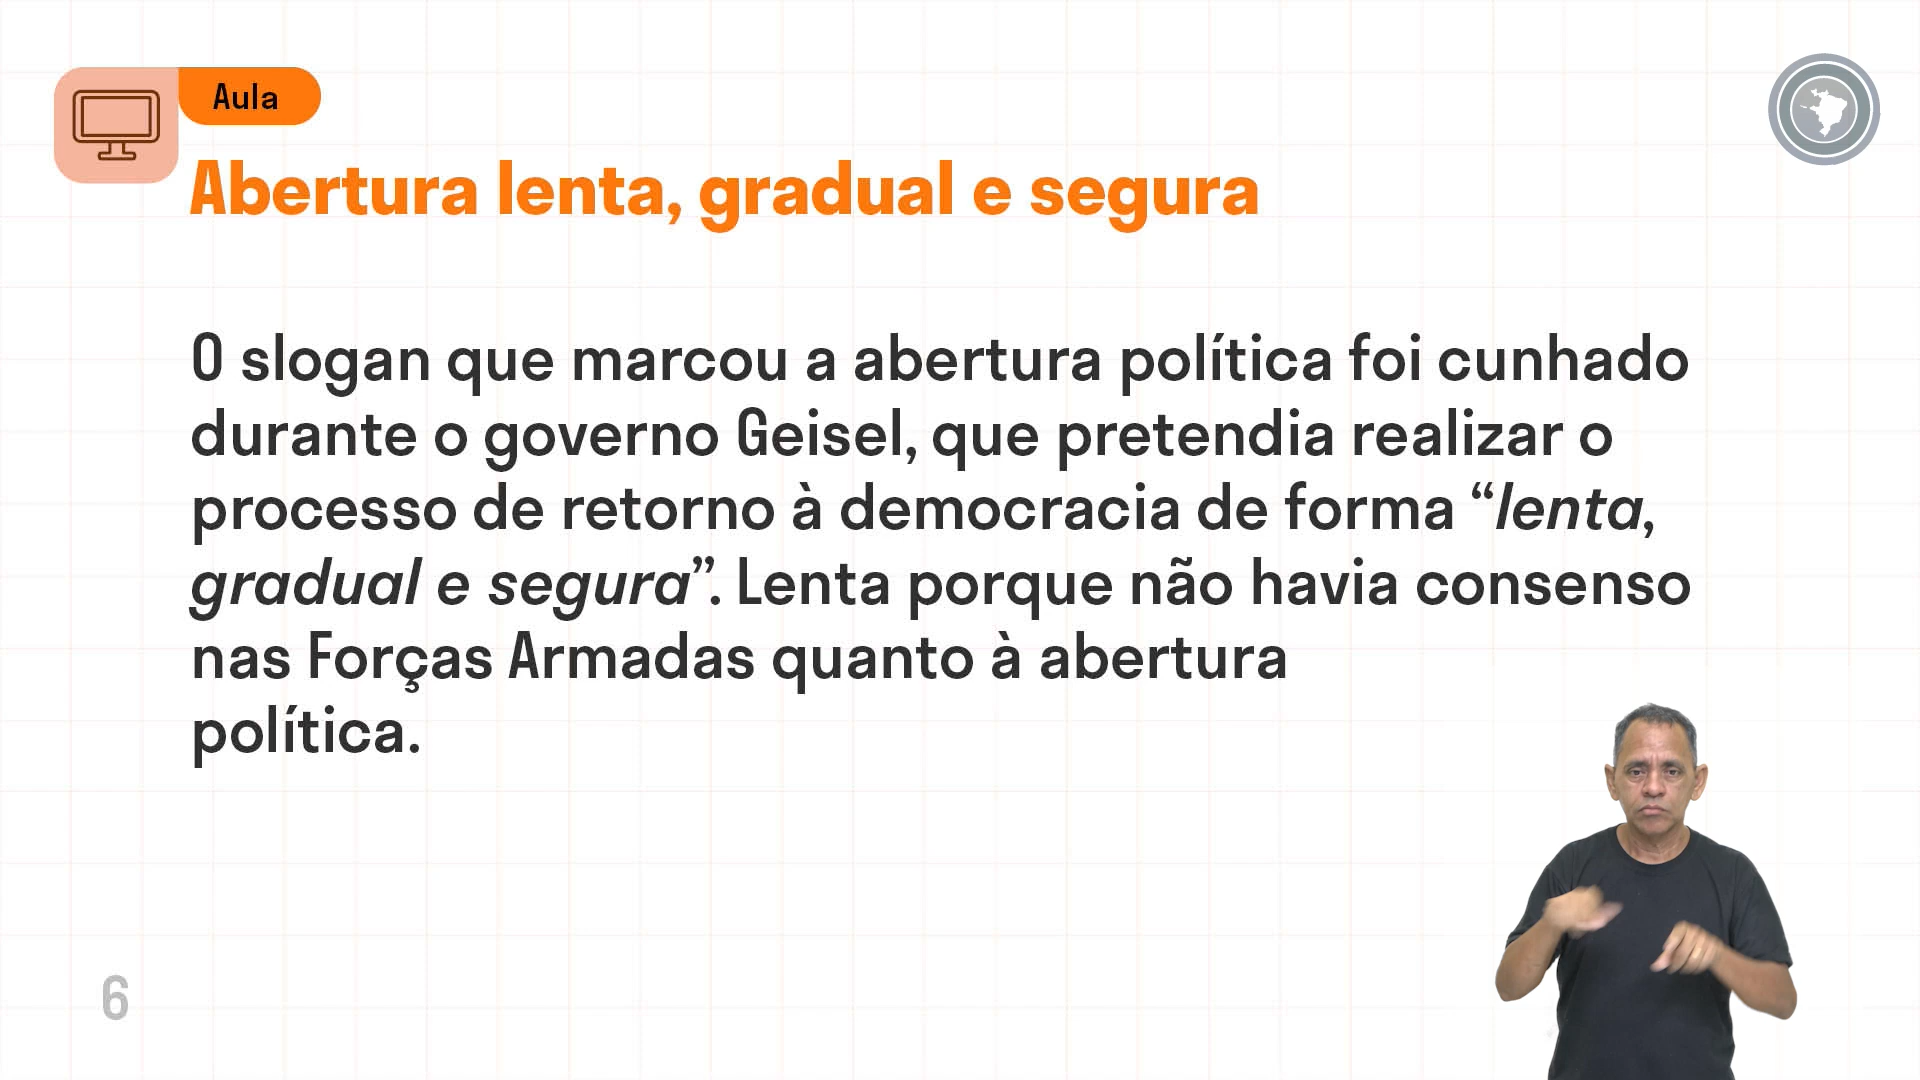 Aula
Abertura lenta, gradual e segura
O slogan que marcou a abertura política foi cunhado
durante o governo Geisel, que pretendia realizar o
processo de retorno à democracia de forma “lenta,
gradual e segura”. Lenta porque não havia consenso
nas Forças Armadas quanto à abertura
política.
6